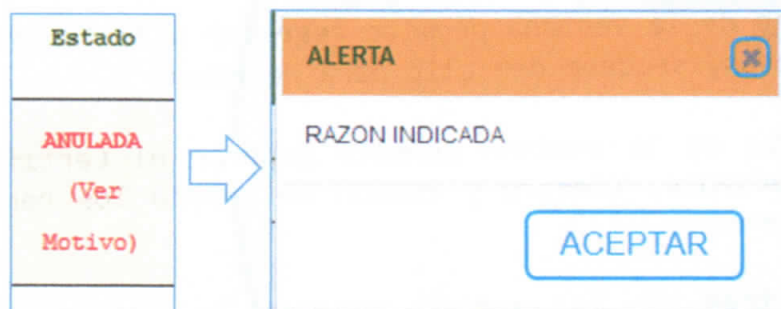 Estado
ANULADA
(Ver
Motivo)
ALERTA
RAZON INDICADA
ACEPTAR